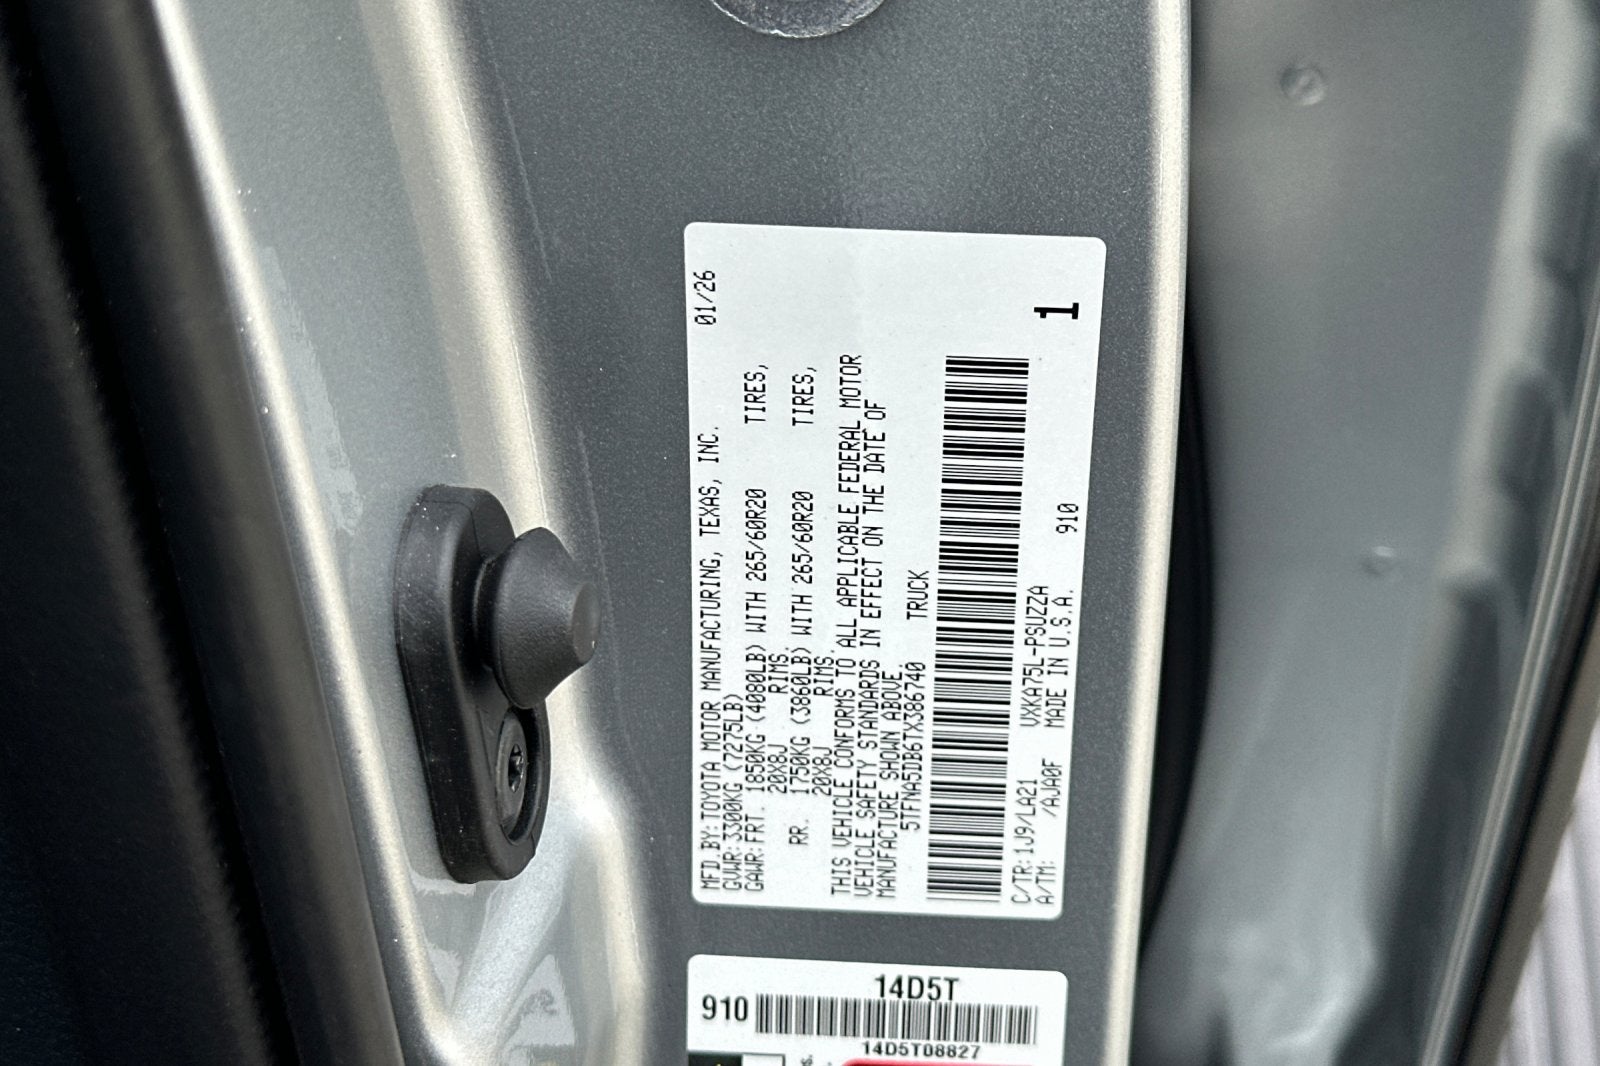 MFD.BY:TOYOTA MOTOR MANUFACTURING, TEXAS, INC. 01/26
GVWR:3300KG (7275LB)
GAWR:FRT. 1850KG (4080LB) WITH 265/60R20 TIRES,
20X8J RIMS,
RR. 1750KG (3860LB) WITH 265/60R20 TIRES,
20X8J RIMS.
THIS VEHICLE CONFORMS TO ALL APPLICABLE FEDERAL MOTOR
VEHICLE SAFETY STANDARDS IN EFFECT ON THE DATE OF
MANUFACTURE SHOWN ABOVE.
5TFNA5DB6TX386740 TRUCK
C/TR:1J9/LA21 VXKA75L-PSUZZA
A/TM: /AJA0F MADE IN U.S.A. 910
1
14D5T
910
14D5T08827